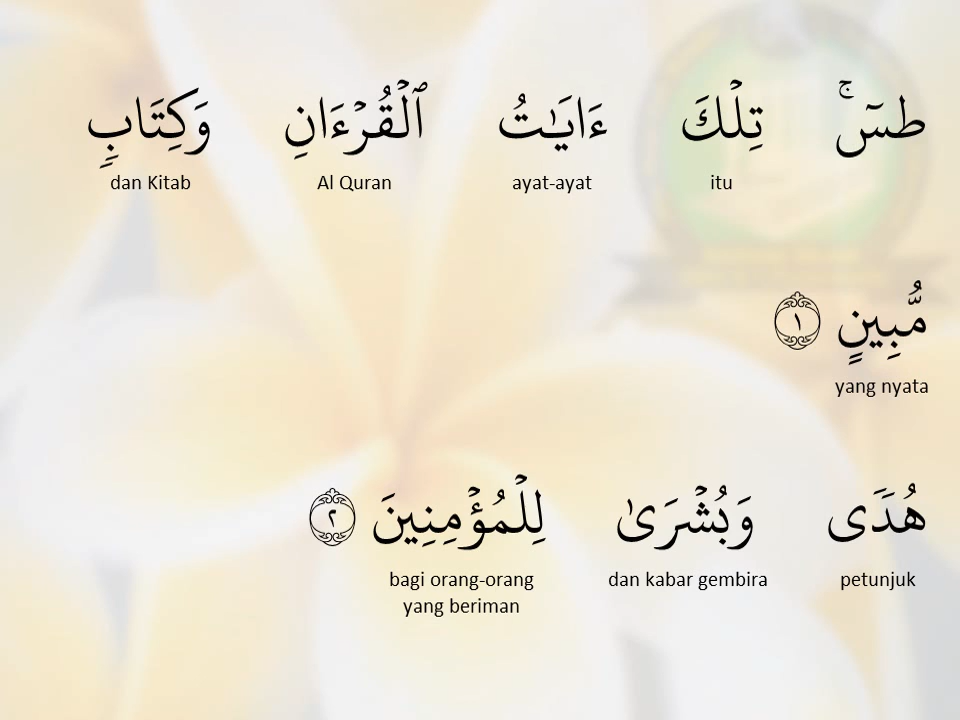 طسٓۚ تِلۡكَ ءَايَٰتُ ٱلۡقُرۡءَانِ وَكِتَابٖ
itu ayat-ayat Al Quran dan Kitab
مُّبِينٍ ١
yang nyata
هُدٗى وَبُشۡرَىٰ لِلۡمُؤۡمِنِينَ ٢
petunjuk dan kabar gembira bagi orang-orang
yang beriman